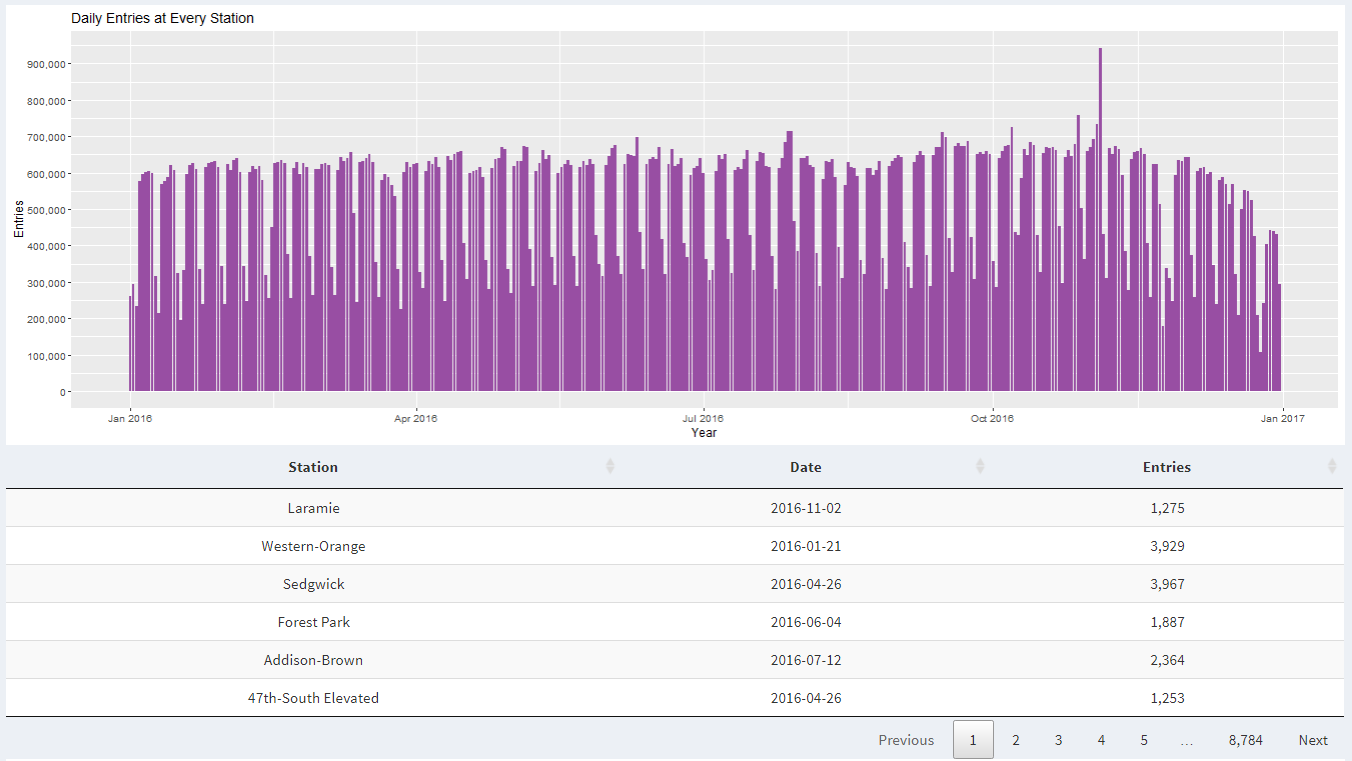 Daily Entries at Every Station
900,000
800,000
700,000
600,000
500,000
400,000
300,000
200,000
100,000
0
Entries
Jan 2016 Apr 2016 Jul 2016 Oct 2016 Jan 2017
Year
Station Date Entries
Laramie 2016-11-02 1,275
Western-Orange 2016-01-21 3,929
Sedgwick 2016-04-26 3,967
Forest Park 2016-06-04 1,887
Addison-Brown 2016-07-12 2,364
47th-South Elevated 2016-04-26 1,253
Previous 1 2 3 4 5 … 8,784 Next